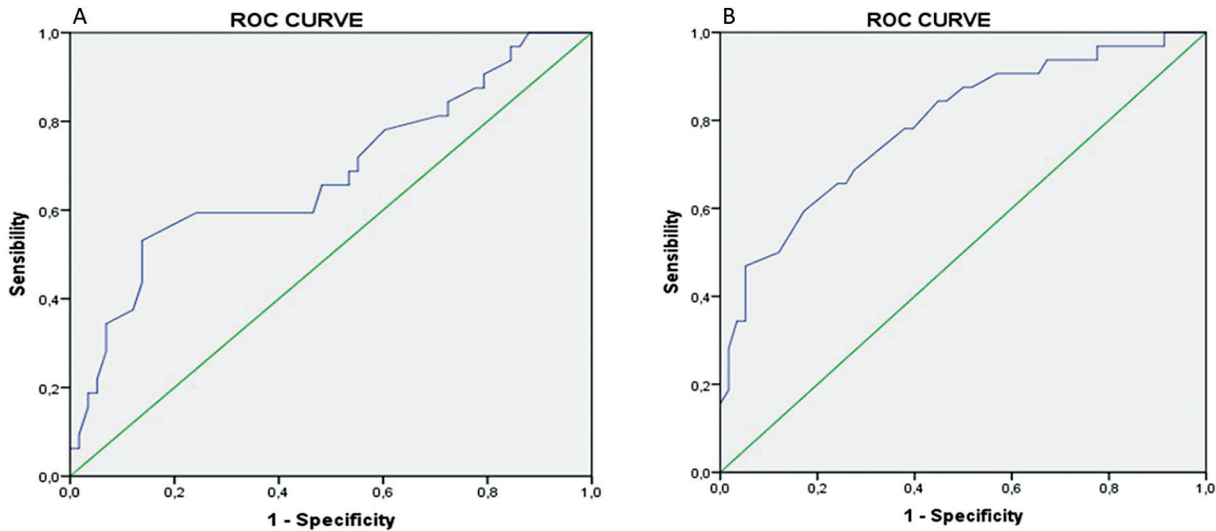 A
ROC CURVE
1,0
0,8
0,6
0,4
0,2
0,0
Sensibility
0,0 0,2 0,4 0,6 0,8 1,0
1 - Specificity
B
ROC CURVE
1,0
0,8
0,6
0,4
0,2
0,0
Sensibility
0,0 0,2 0,4 0,6 0,8 1,0
1 - Specificity